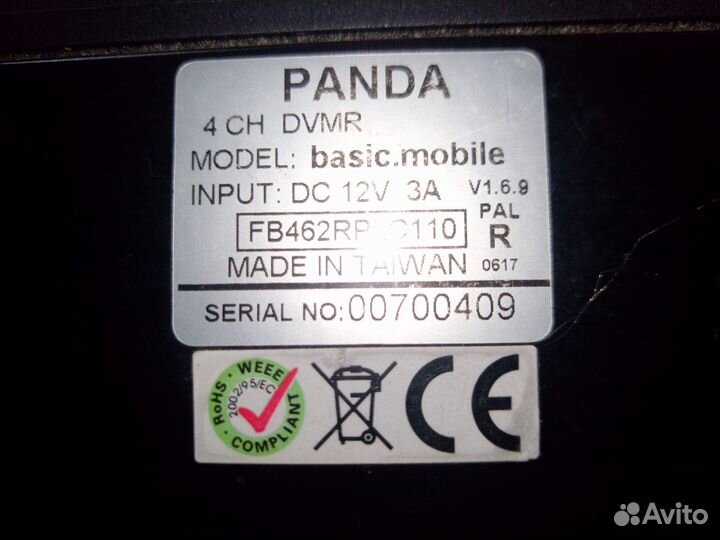 PANDA
4 CH DVMR
MODEL: basic.mobile
INPUT: DC 12V 3A V1.6.9
PAL
R
MADE IN TAIWAN 0617
SERIAL NO: 00700409
RoHS · WEEE
2002/95/EC
COMPLIANT
CE
Avito